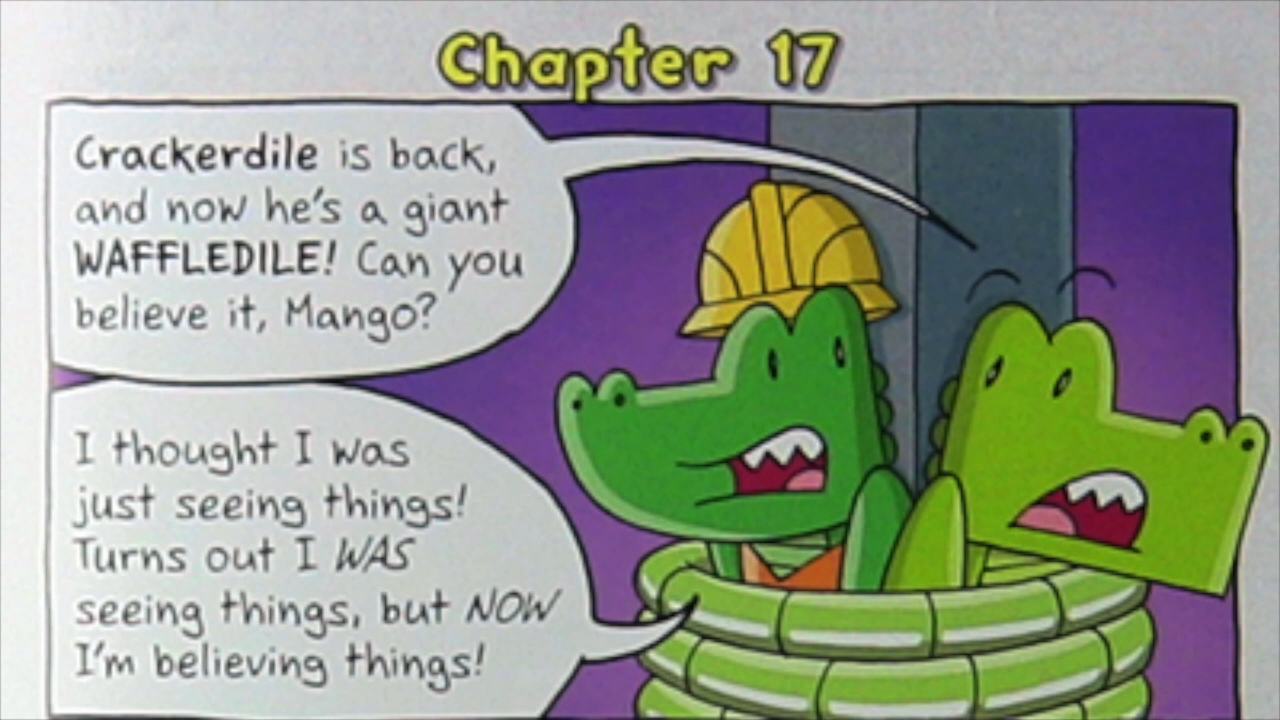 Chapter 17
Crackerdile is back,
and now he's a giant
WAFFLEDILE! Can you
believe it, Mango?
I thought I was
just seeing things!
Turns out I WAS
seeing things, but NOW
I'm believing things!